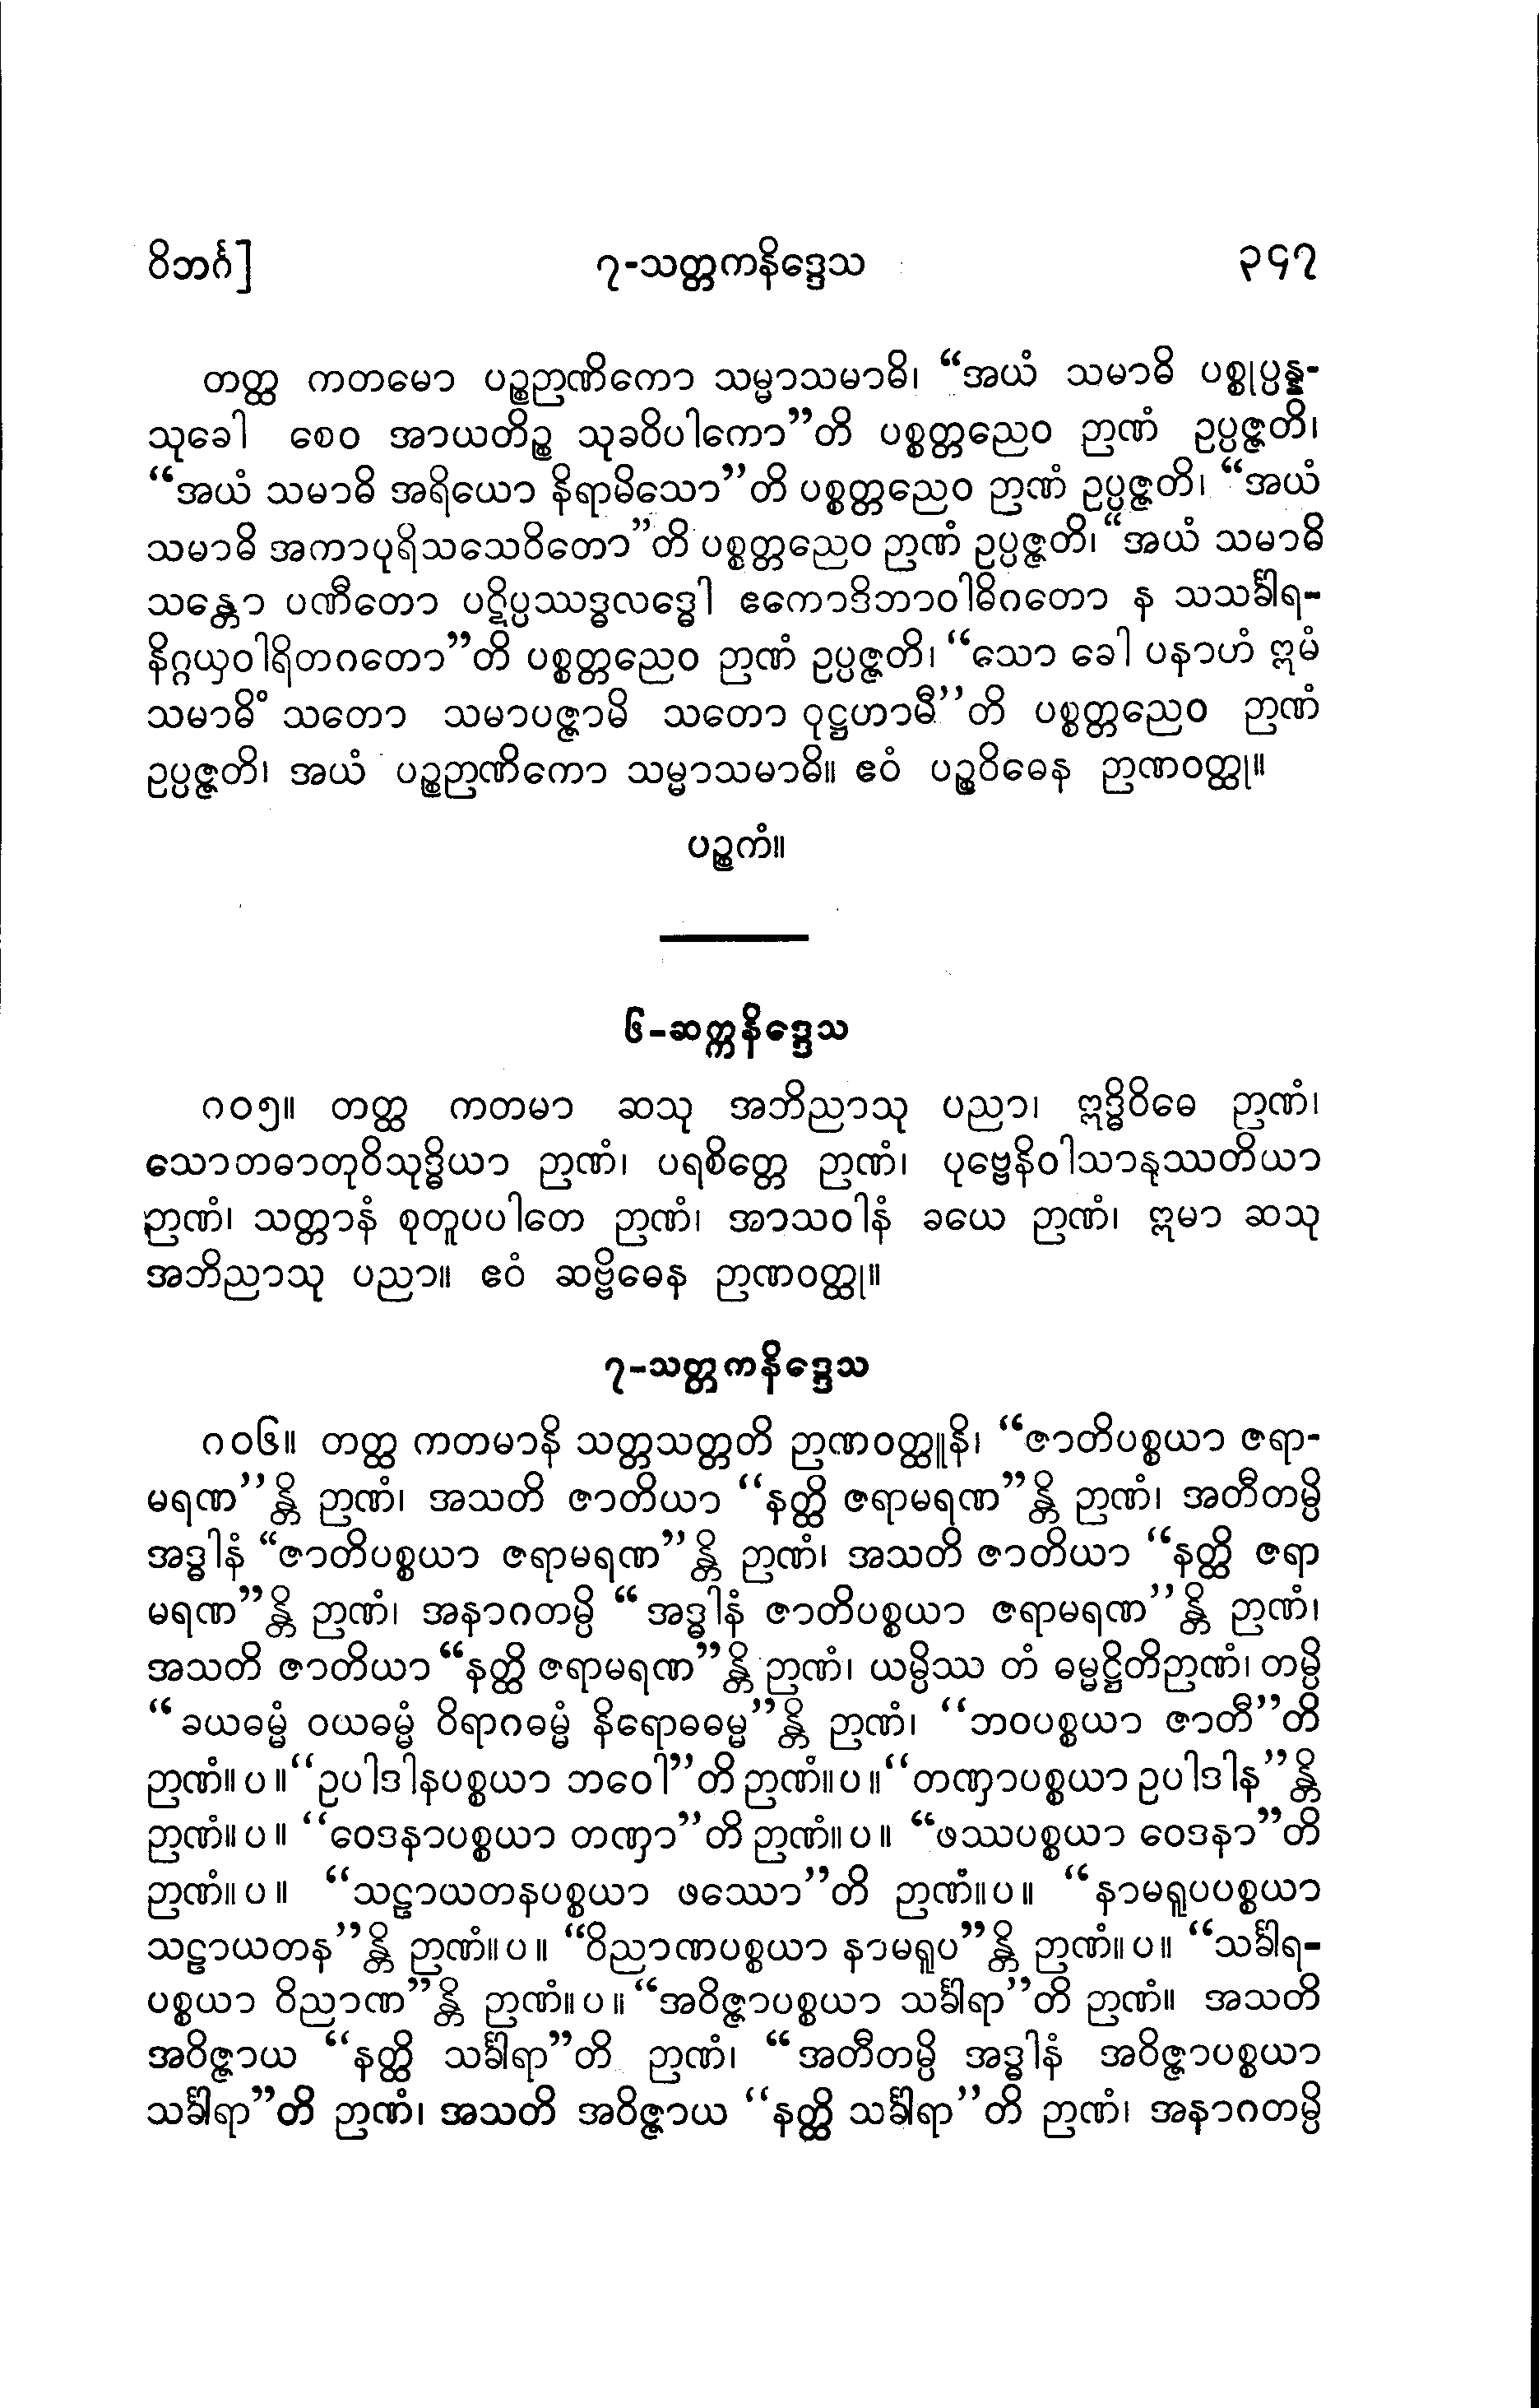 ဝိဘင်္ဂ] ၇-သတ္တကနိဒ္ဒေသ ၃၄၇
တတ္ထ ကတမော ပဉ္စဉာဏိကော သမ္မာသမာဓိ၊ “အယံ သမာဓိ ပစ္စုပ္ပန္န-
သုခေါ စေဝ အာယတိဉ္စ သုခဝိပါကော”တိ ပစ္စတ္တညေဝ ဉာဏံ ဥပ္ပဇ္ဇတိ၊
“အယံ သမာဓိ အရိယော နိရာမိသော”တိ ပစ္စတ္တညေဝ ဉာဏံ ဥပ္ပဇ္ဇတိ၊ “အယံ
သမာဓိ အကာပုရိသသေဝိတော”တိ ပစ္စတ္တညေဝ ဉာဏံ ဥပ္ပဇ္ဇတိ၊ “အယံ သမာဓိ
သန္တော ပဏီတော ပဋိပ္ပဿဒ္ဓလဒ္ဓေါ ဧကောဒိဘာဝါဓိဂတော န သသင်္ခါရ-
နိဂ္ဂယှဝါရိတဂတော”တိ ပစ္စတ္တညေဝ ဉာဏံ ဥပ္ပဇ္ဇတိ၊ “သော ခေါ ပနာဟံ ဣမံ
သမာဓိံ သတော သမာပဇ္ဇာမိ သတော ဝုဋ္ဌဟာမီ”တိ ပစ္စတ္တညေဝ ဉာဏံ
ဥပ္ပဇ္ဇတိ၊ အယံ ပဉ္စဉာဏိကော သမ္မာသမာဓိ။ ဧဝံ ပဉ္စဝိဓေန ဉာဏဝတ္ထု။
ပဉ္စကံ။
၆-ဆက္ကနိဒ္ဒေသ
ဂ၀၅။ တတ္ထ ကတမာ ဆသု အဘိညာသု ပညာ၊ ဣဒ္ဓိဝိဓေ ဉာဏံ၊
သောတဓာတုဝိသုဒ္ဓိယာ ဉာဏံ၊ ပရစိတ္တေ ဉာဏံ၊ ပုဗ္ဗေနိဝါသာနုဿတိယာ
ဉာဏံ၊ သတ္တာနံ စုတူပပါတေ ဉာဏံ၊ အာသဝါနံ ခယေ ဉာဏံ၊ ဣမာ ဆသု
အဘိညာသု ပညာ။ ဧဝံ ဆဗ္ဗိဓေန ဉာဏဝတ္ထု။
၇-သတ္တကနိဒ္ဒေသ
ဂ၀၆။ တတ္ထ ကတမာနိ သတ္တသတ္တတိ ဉာဏဝတ္ထူနိ၊ “ဇာတိပစ္စယာ ဇရာ-
မရဏ”န္တိ ဉာဏံ၊ အသတိ ဇာတိယာ “နတ္ထိ ဇရာမရဏ”န္တိ ဉာဏံ၊ အတီတမ္ပိ
အဒ္ဓါနံ “ဇာတိပစ္စယာ ဇရာမရဏ”န္တိ ဉာဏံ၊ အသတိ ဇာတိယာ “နတ္ထိ ဇရာ
မရဏ”န္တိ ဉာဏံ၊ အနာဂတမ္ပိ “အဒ္ဓါနံ ဇာတိပစ္စယာ ဇရာမရဏ”န္တိ ဉာဏံ၊
အသတိ ဇာတိယာ “နတ္ထိ ဇရာမရဏ”န္တိ ဉာဏံ၊ ယမ္ပိဿ တံ ဓမ္မဋ္ဌိတိဉာဏံ၊ တမ္ပိ
“ခယဓမ္မံ ဝယဓမ္မံ ဝိရာဂဓမ္မံ နိရောဓဓမ္မ”န္တိ ဉာဏံ၊ “ဘဝပစ္စယာ ဇာတီ”တိ
ဉာဏံ။ပ။“ဥပါဒါနပစ္စယာ ဘဝေါ”တိ ဉာဏံ။ပ။“တဏှာပစ္စယာ ဥပါဒါန”န္တိ
ဉာဏံ။ပ။ “ဝေဒနာပစ္စယာ တဏှာ”တိ ဉာဏံ။ပ။ “ဖဿပစ္စယာ ဝေဒနာ”တိ
ဉာဏံ။ပ။ “သဠာယတနပစ္စယာ ဖဿော”တိ ဉာဏံ။ပ။ “နာမရူပပစ္စယာ
သဠာယတန”န္တိ ဉာဏံ။ပ။ “ဝိညာဏပစ္စယာ နာမရူပ”န္တိ ဉာဏံ။ပ။ “သင်္ခါရ-
ပစ္စယာ ဝိညာဏ”န္တိ ဉာဏံ။ပ။ “အဝိဇ္ဇာပစ္စယာ သင်္ခါရာ”တိ ဉာဏံ။ အသတိ
အဝိဇ္ဇာယ “နတ္ထိ သင်္ခါရာ”တိ ဉာဏံ၊ “အတီတမ္ပိ အဒ္ဓါနံ အဝိဇ္ဇာပစ္စယာ
သင်္ခါရာ”တိ ဉာဏံ၊ အသတိ အဝိဇ္ဇာယ “နတ္ထိ သင်္ခါရာ”တိ ဉာဏံ၊ အနာဂတမ္ပိ